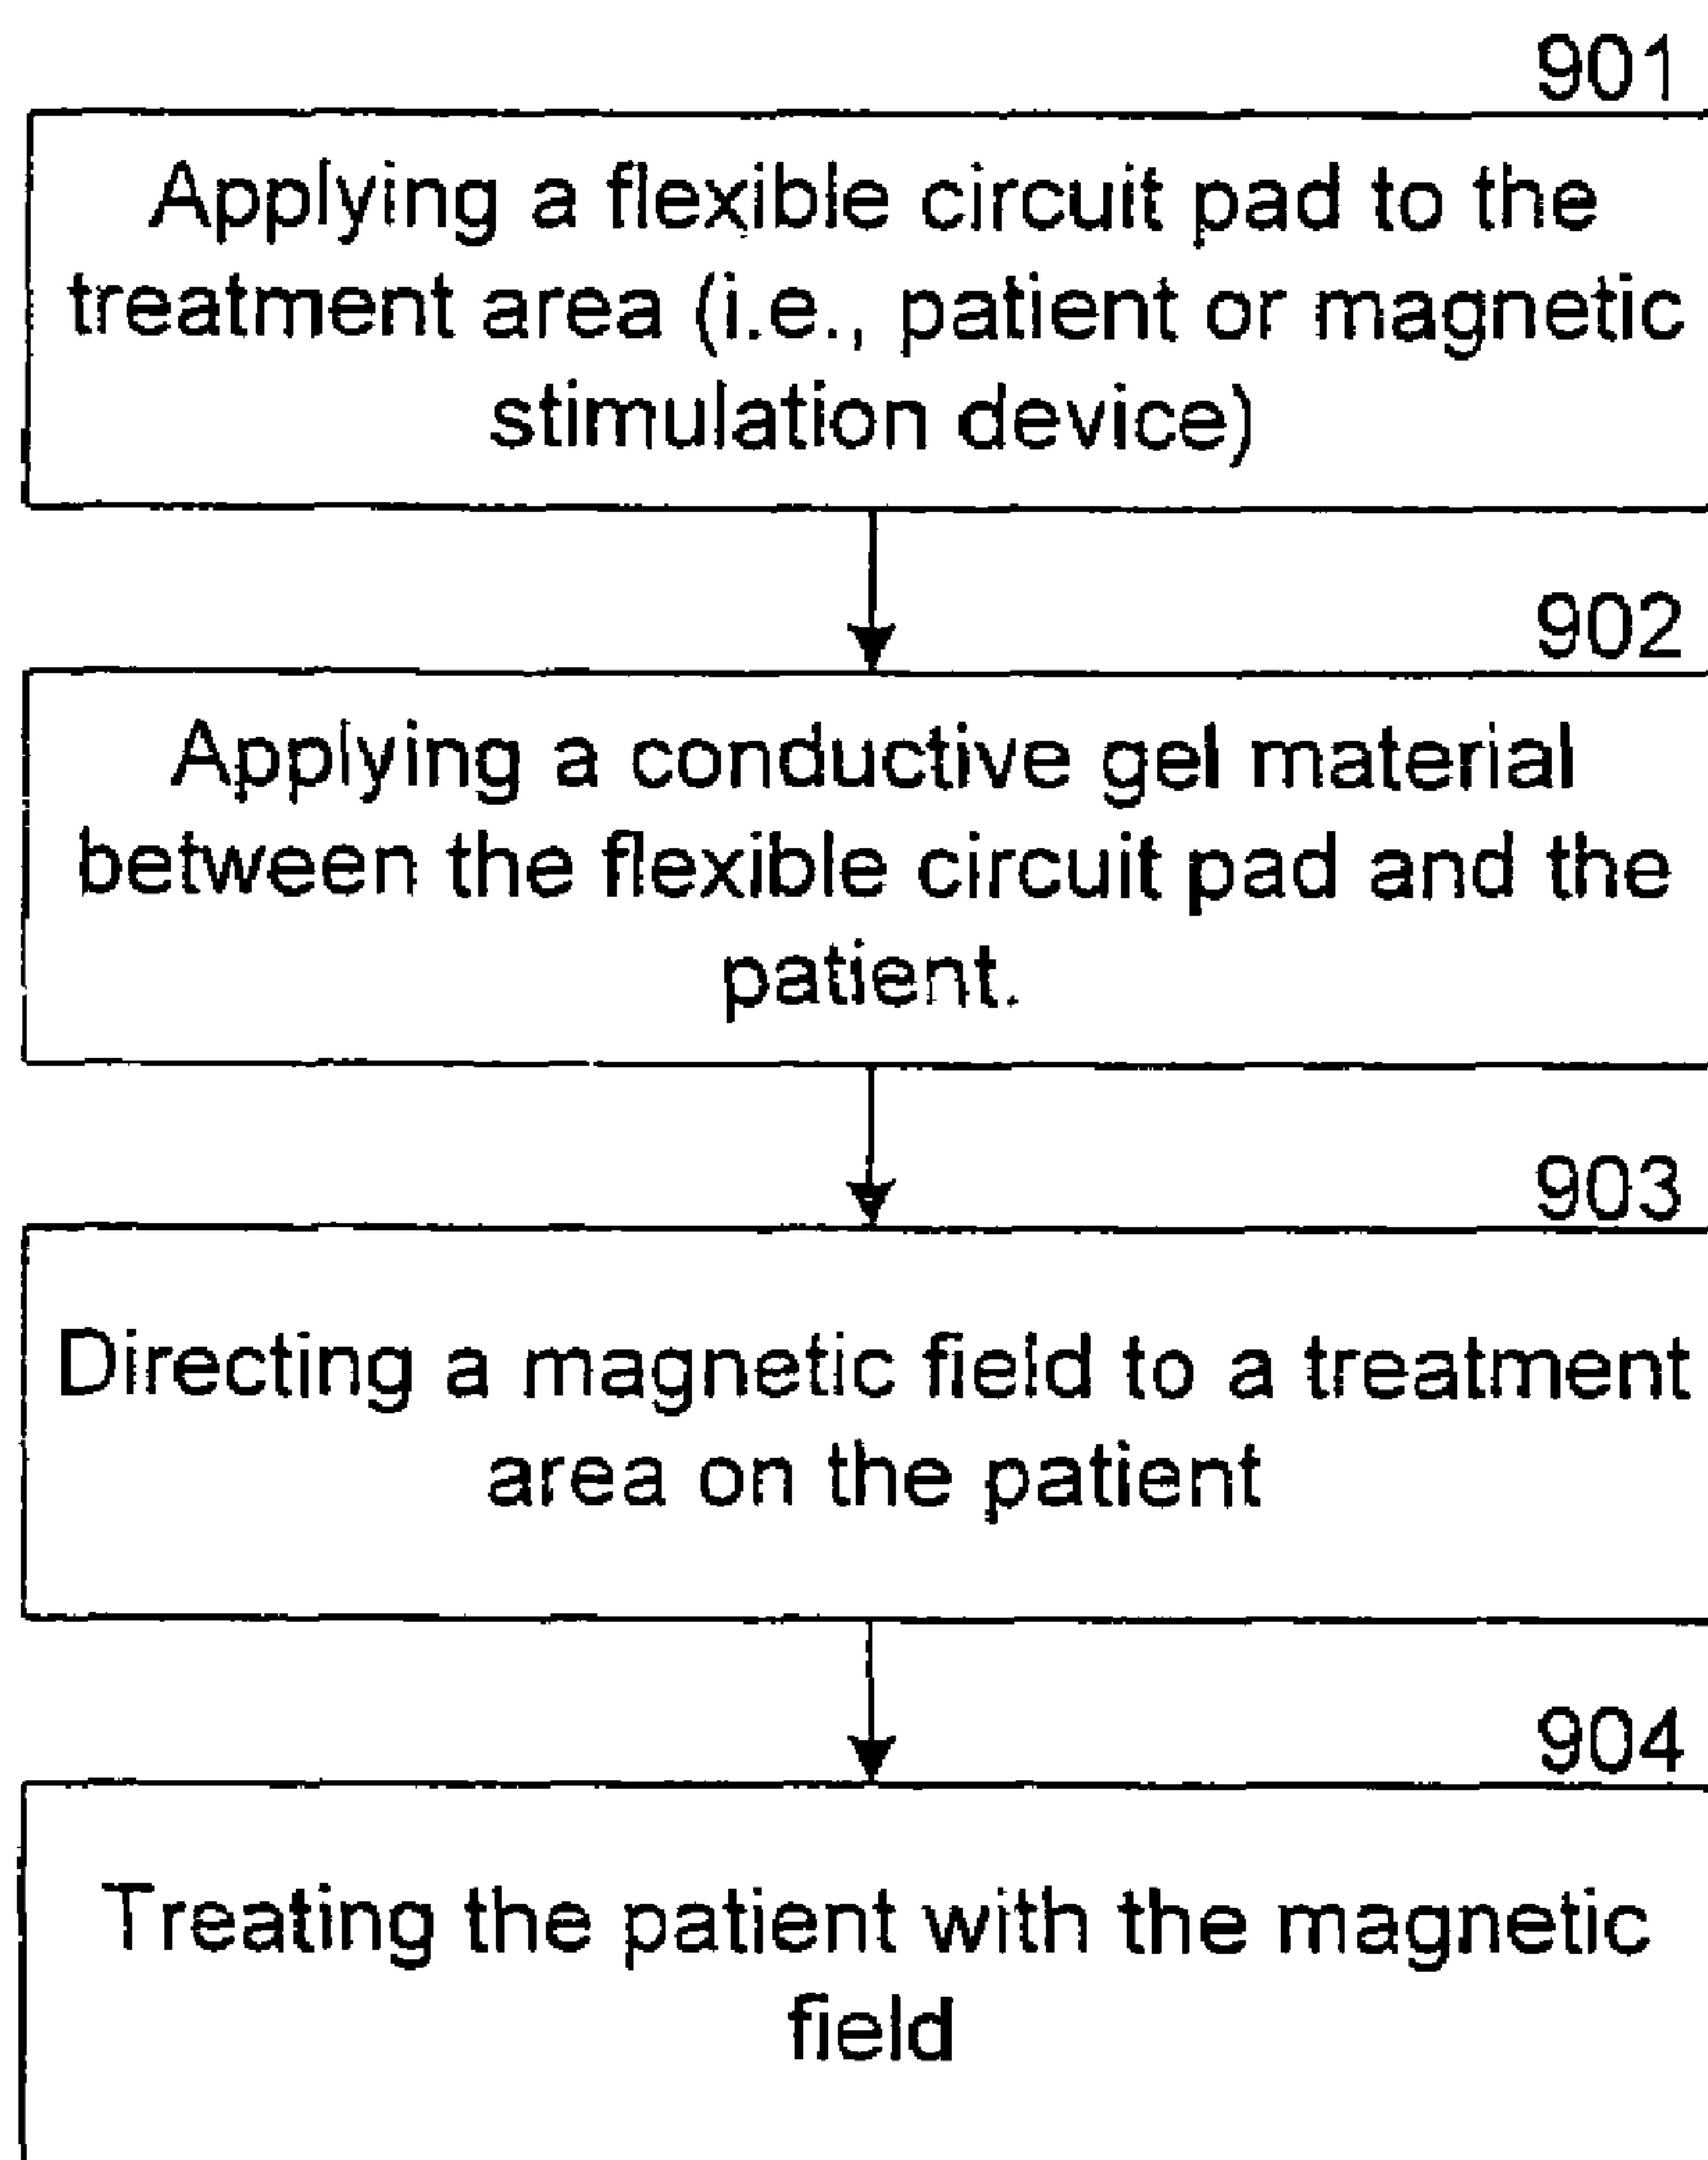 901
Applying a flexible circuit pad to the
treatment area (i.e., patient or magnetic
stimulation device)
902
Applying a conductive gel material
between the flexible circuit pad and the
patient.
903
Directing a magnetic field to a treatment
area on the patient
904
Treating the patient with the magnetic
field